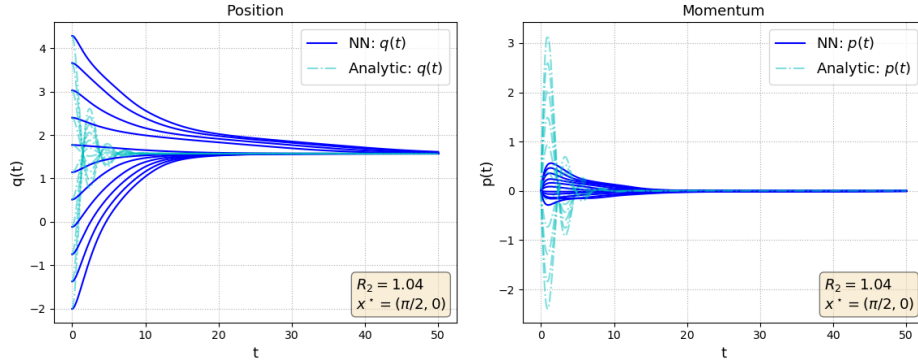 Position
NN: q(t)
Analytic: q(t)
4
3
2
1
0
−1
−2
q(t)
0
10
20
30
40
50
t
R₂ = 1.04
x* = (π/2, 0)
Momentum
NN: p(t)
Analytic: p(t)
3
2
1
0
−1
−2
p(t)
0
10
20
30
40
50
t
R₂ = 1.04
x* = (π/2, 0)